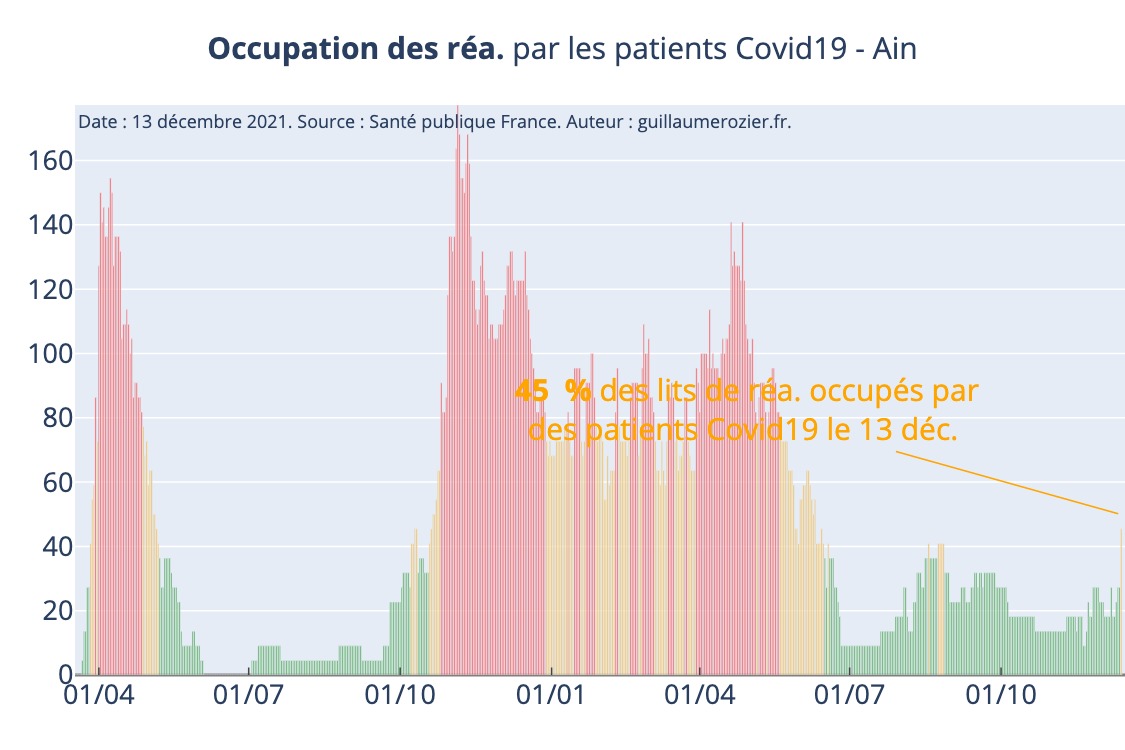 Occupation des réa. par les patients Covid19 - Ain
Date : 13 décembre 2021. Source : Santé publique France. Auteur : guillaumerozier.fr.
160
140
120
100
80
60
40
20
0
45 % des lits de réa. occupés par
des patients Covid19 le 13 déc.
01/04 01/07 01/10 01/01 01/04 01/07 01/10